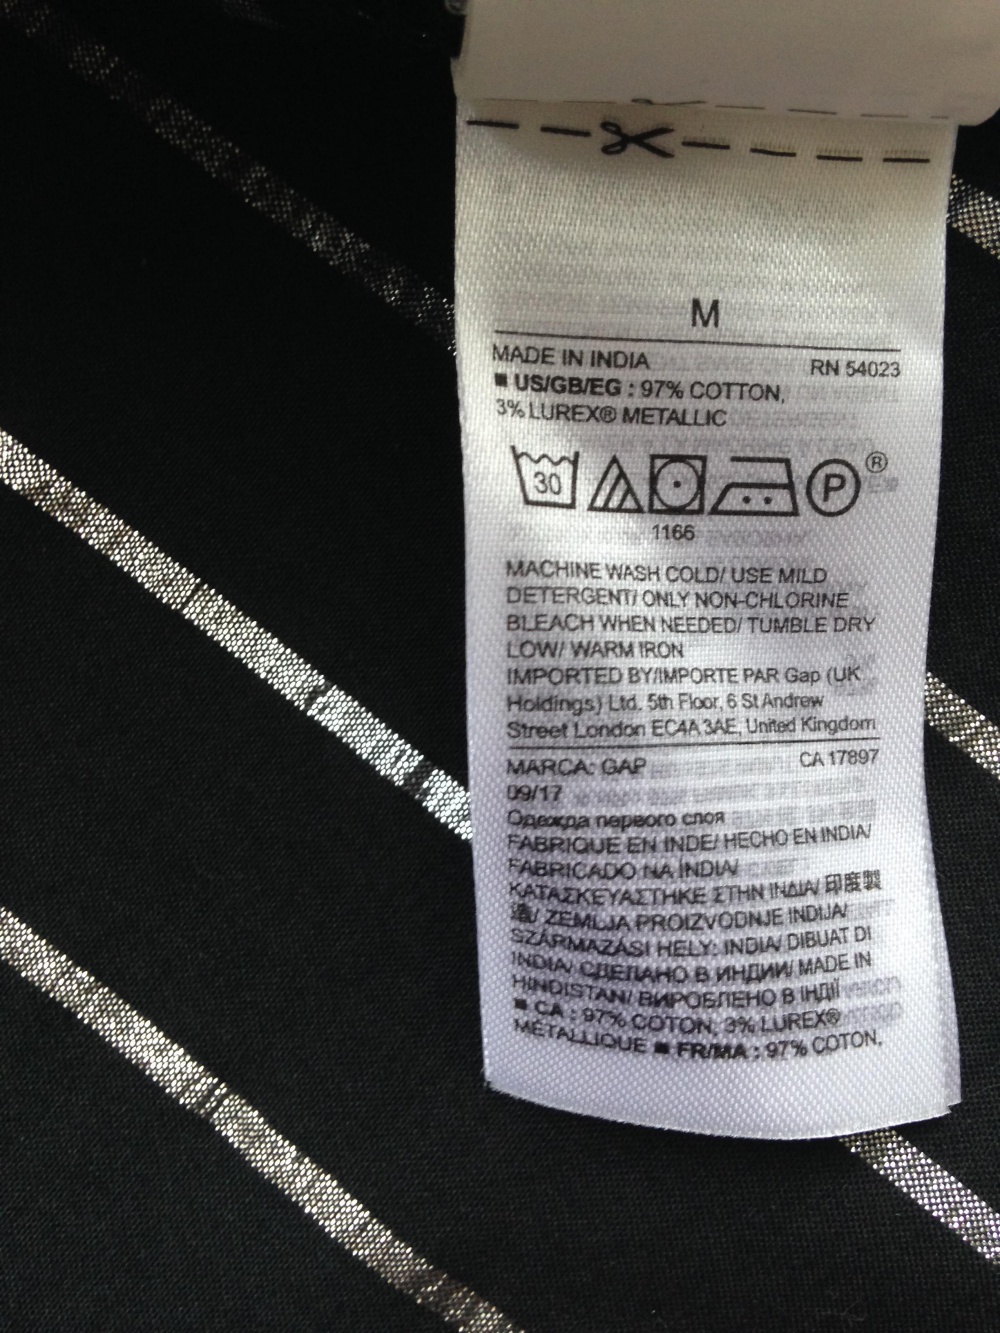 M
MADE IN INDIA RN 54023
■ US/GB/EG : 97% COTTON,
3% LUREX® METALLIC
30 P ®
1166
MACHINE WASH COLD/ USE MILD
DETERGENT/ ONLY NON-CHLORINE
BLEACH WHEN NEEDED/ TUMBLE DRY
LOW/ WARM IRON
IMPORTED BY/IMPORTE PAR Gap (UK
Holdings) Ltd. 5th Floor, 6 St Andrew
Street London EC4A 3AE, United Kingdom
MARCA: GAP CA 17897
09/17
Одежда первого слоя
FABRIQUE EN INDE/ HECHO EN INDIA/
FABRICADO NA ÍNDIA/
ΚΑΤΑΣΚΕΥΑΣΤΗΚΕ ΣΤΗΝ ΙΝΔΙΑ/ 印度製
造/ ZEMLJA PROIZVODNJE INDIJA/
SZÁRMAZÁSI HELY: INDIA/ DIBUAT DI
INDIA/ СДЕЛАНО В ИНДИИ/ MADE IN
HINDISTAN/ ВИРОБЛЕНО В ІНДІЇ
■ CA : 97% COTON, 3% LUREX®
MÉTALLIQUE ■ FR/MA : 97% COTON,